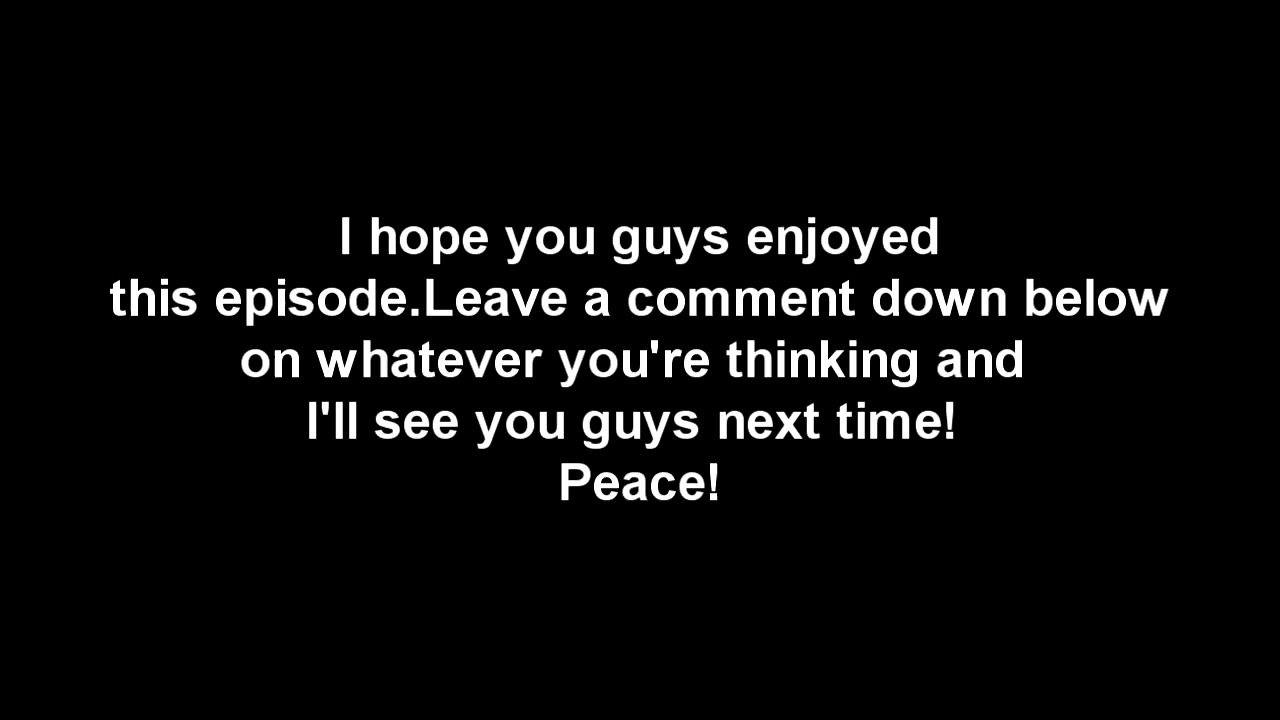 I hope you guys enjoyed
this episode.Leave a comment down below
on whatever you're thinking and
I'll see you guys next time!
Peace!